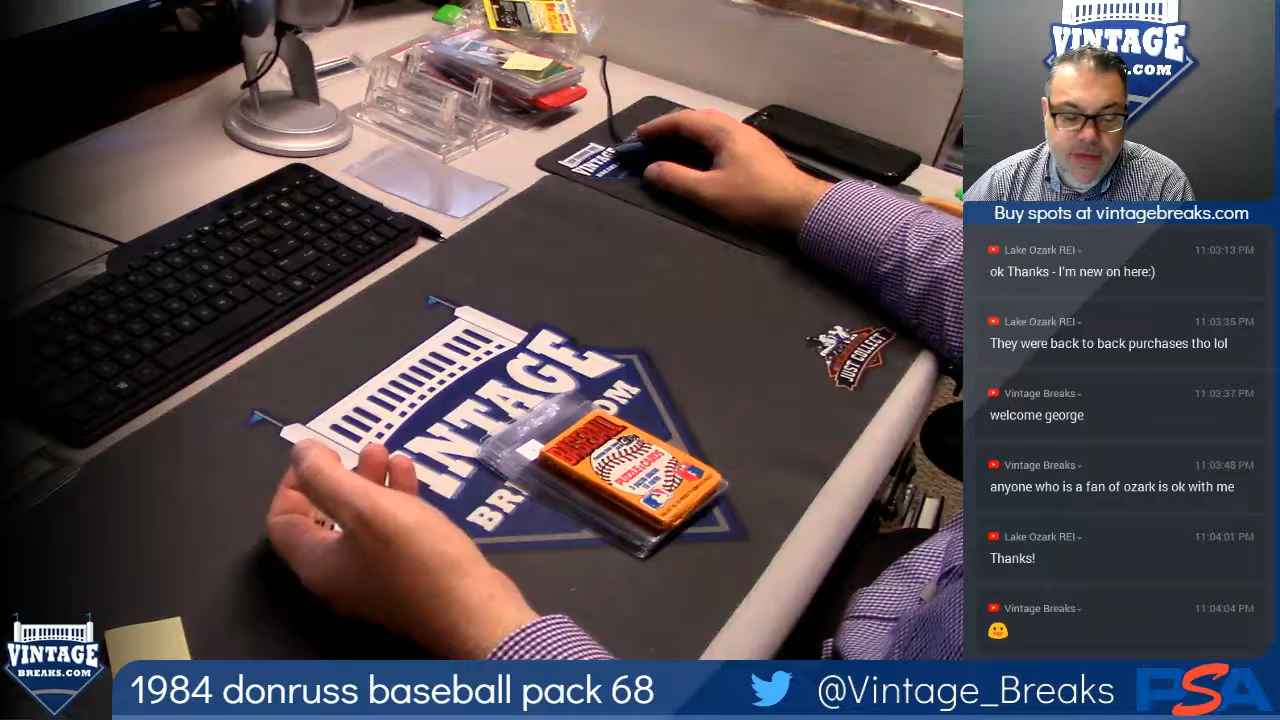 VINTAGE
.COM
Buy spots at vintagebreaks.com
Lake Ozark REI
11:03:13 PM
ok Thanks - I'm new on here:)
Lake Ozark REI
11:03:35 PM
They were back to back purchases tho lol
Vintage Breaks
11:03:37 PM
welcome george
Vintage Breaks
11:03:48 PM
anyone who is a fan of ozark is ok with me
Lake Ozark REI
11:04:01 PM
Thanks!
Vintage Breaks
11:04:04 PM
VINTAGE
JUST COLLECT
VINTAGE
BR
OM
BASEBALL
PUZZLE & CARDS
VINTAGE
BREAKS.COM
1984 donruss baseball pack 68
@Vintage_Breaks
PSA